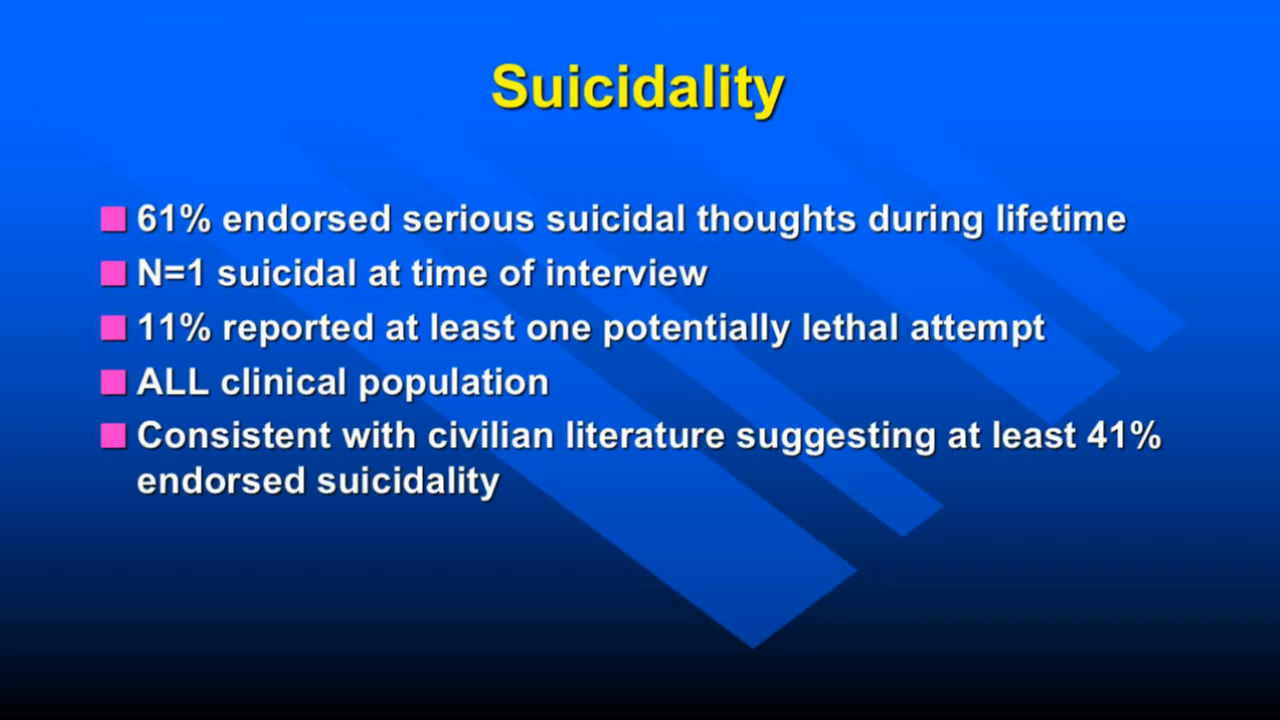 Suicidality
61% endorsed serious suicidal thoughts during lifetime
N=1 suicidal at time of interview
11% reported at least one potentially lethal attempt
ALL clinical population
Consistent with civilian literature suggesting at least 41%
endorsed suicidality